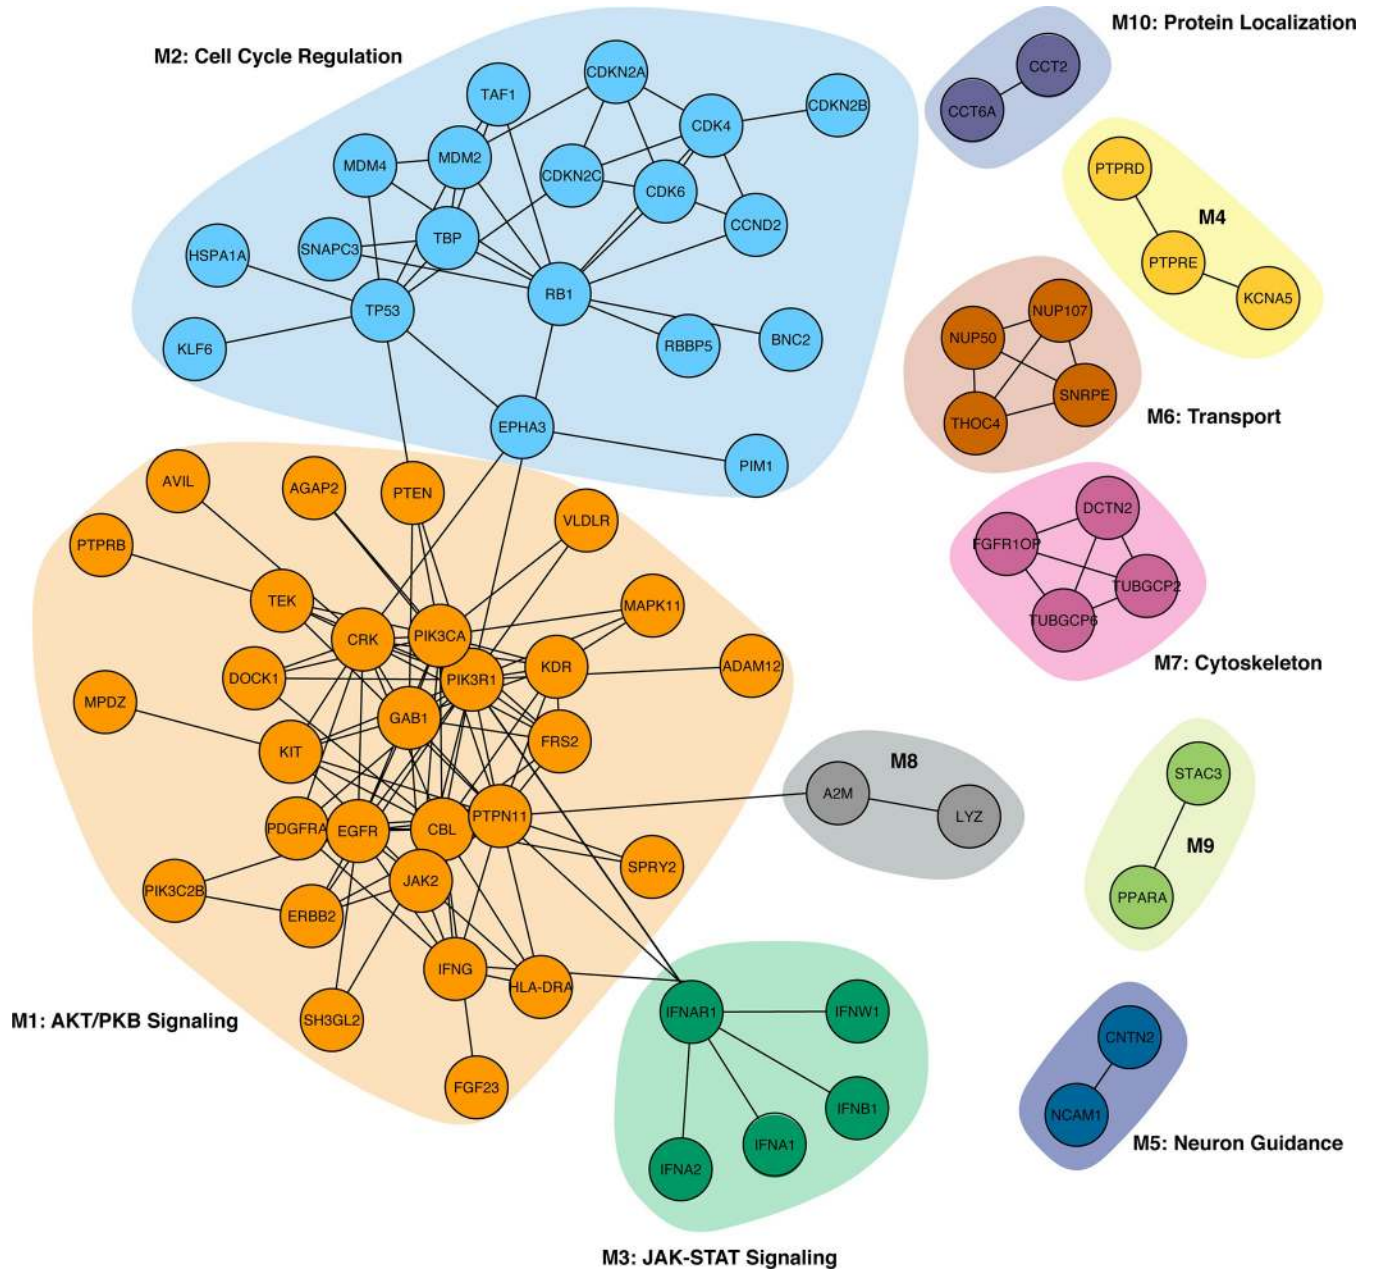 M10: Protein Localization
M2: Cell Cycle Regulation
CDKN2A
CCT2
TAF1
CDKN2B
CCT6A
CDK4
MDM4
MDM2
CDKN2C
CDK6
PTPRD
M4
CCND2
TBP
SNAPC3
HSPA1A
PTPRE
RB1
KCNA5
TP53
NUP107
NUP50
KLF6
RBBP5
BNC2
SNRPE
THOC4
M6: Transport
EPHA3
PIM1
AVIL
AGAP2
PTEN
VLDLR
DCTN2
PTPRB
FGFR1OP
TUBGCP2
TEK
MAPK11
CRK
PIK3CA
TUBGCP6
M7: Cytoskeleton
DOCK1
PIK3R1
KDR
ADAM12
MPDZ
GAB1
KIT
FRS2
M8
STAC3
A2M
LYZ
PDGFRA
EGFR
CBL
PTPN11
M9
SPRY2
JAK2
PIK3C2B
PPARA
ERBB2
IFNG
HLA-DRA
M1: AKT/PKB Signaling
SH3GL2
IFNAR1
IFNW1
CNTN2
FGF23
IFNB1
NCAM1
IFNA1
M5: Neuron Guidance
IFNA2
M3: JAK-STAT Signaling